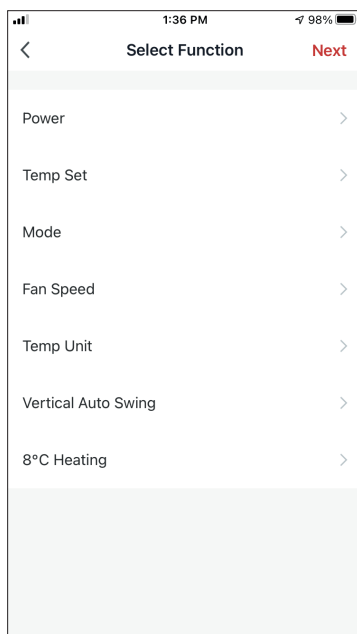 1:36 PM 98%
Select Function Next
Power
Temp Set
Mode
Fan Speed
Temp Unit
Vertical Auto Swing
8°C Heating